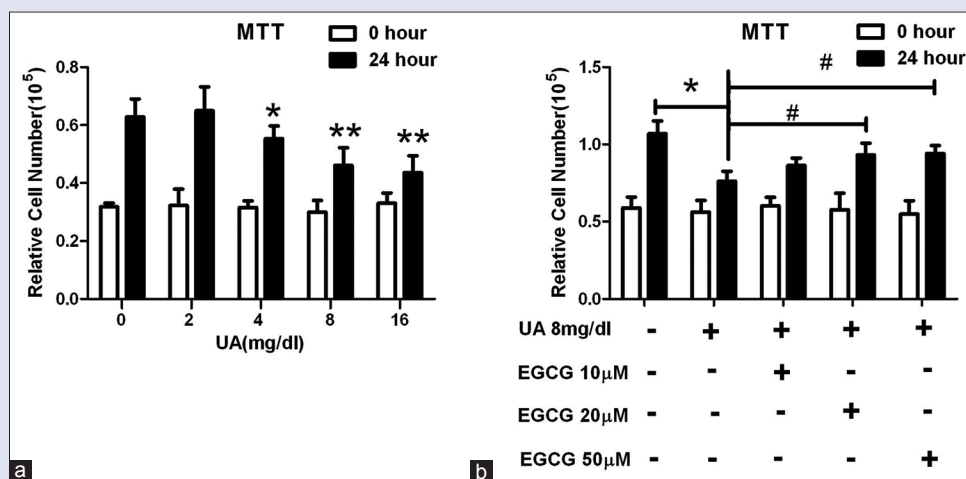 MTT
0 hour
24 hour
Relative Cell Number(10⁵)
0.8
0.6
0.4
0.2
0.0
*
**
**
0 2 4 8 16
UA(mg/dl)
a
MTT
0 hour
24 hour
Relative Cell Number(10⁵)
1.5
1.0
0.5
0.0
*
#
#
UA 8mg/dl - + + + +
EGCG 10μM - - + - -
EGCG 20μM - - - + -
EGCG 50μM - - - - +
b